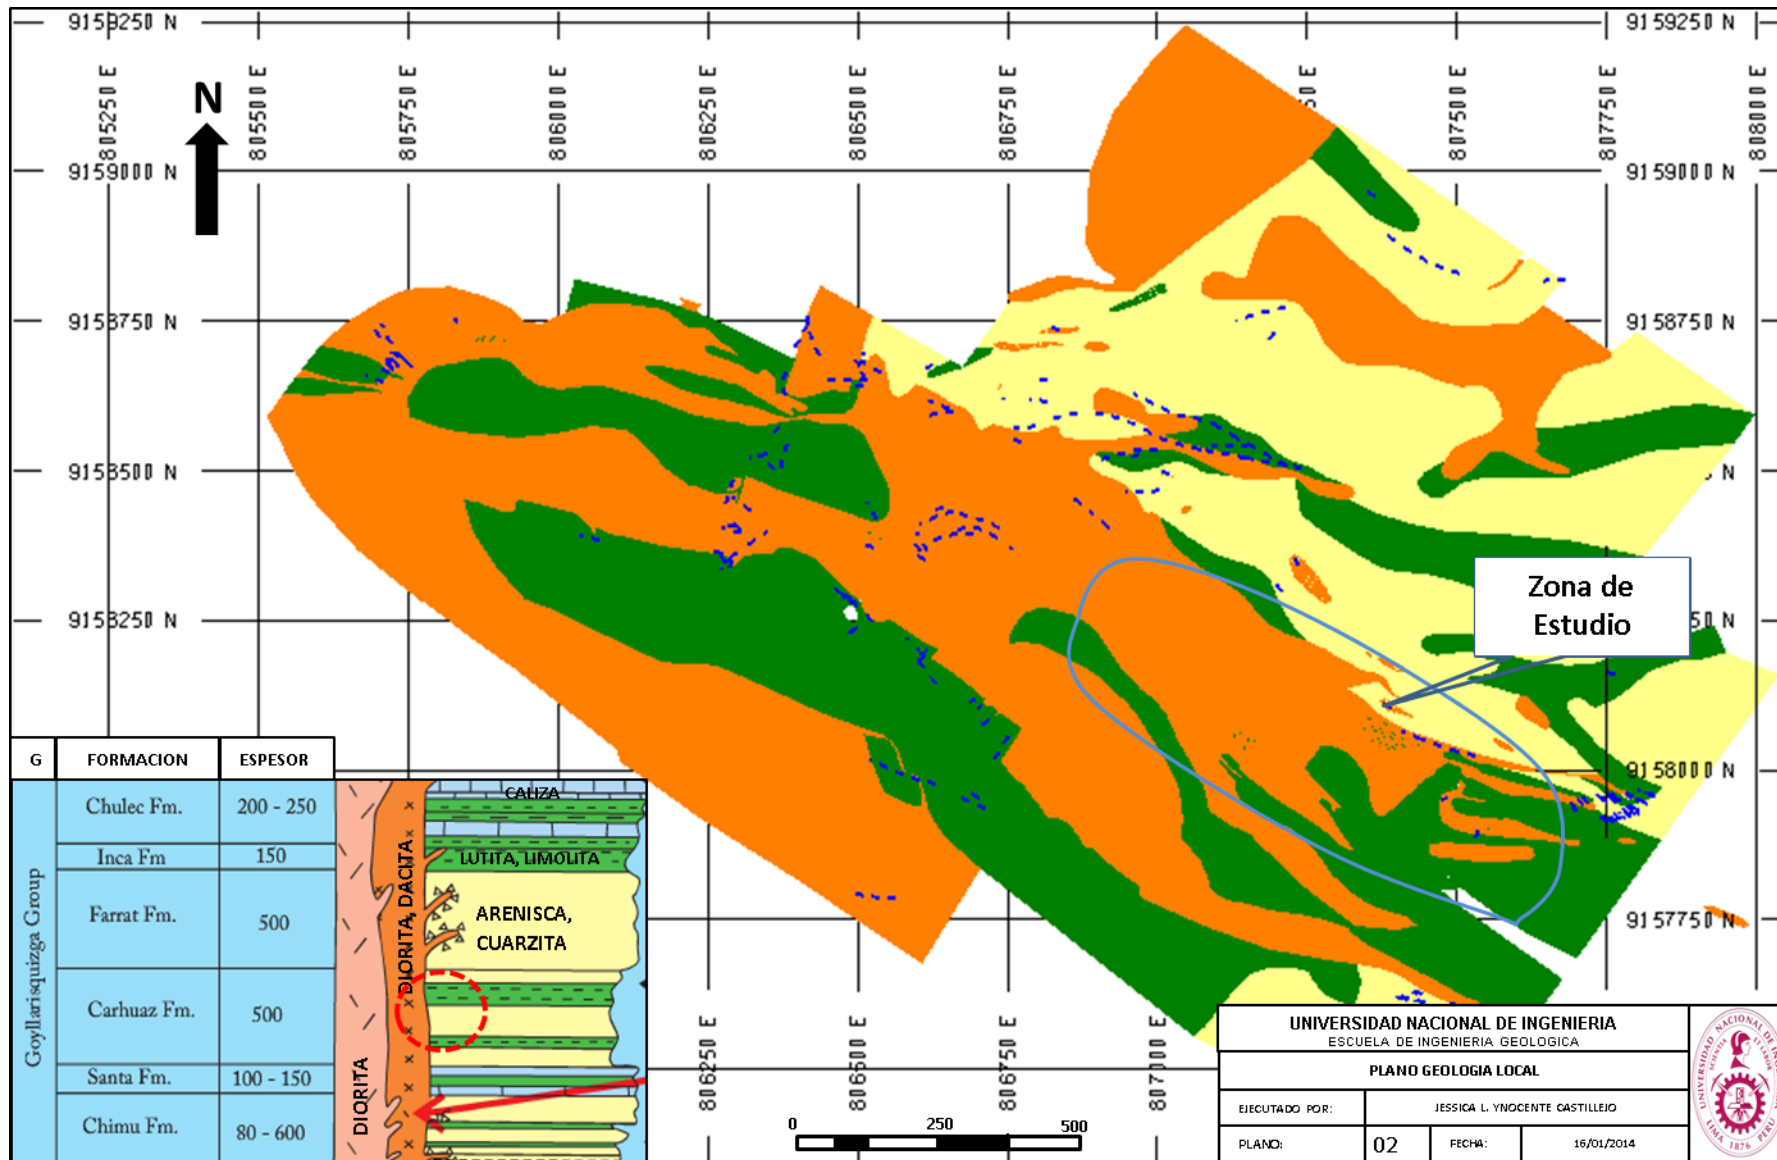 9159250 N
9159250 N
805250 E
805500 E
805750 E
806000 E
806250 E
806500 E
806750 E
807500 E
807750 E
808000 E
N
9159000 N
9159000 N
9158750 N
9158750 N
9158500 N
9158250 N
Zona de
Estudio
9158000 N
9157750 N
G
FORMACION
ESPESOR
Goyllarisquizga Group
Chulec Fm.
200 - 250
Inca Fm
150
Farrat Fm.
500
Carhuaz Fm.
500
Santa Fm.
100 - 150
Chimu Fm.
80 - 600
DIORITA
DIORITA, DACITA
CALIZA
LUTITA, LIMOLITA
ARENISCA,
CUARZITA
806250 E
806500 E
806750 E
807000 E
0
250
500
UNIVERSIDAD NACIONAL DE INGENIERIA
ESCUELA DE INGENIERIA GEOLOGICA
PLANO GEOLOGIA LOCAL
EJECUTADO POR:
JESSICA L. YNOCENTE CASTILLEJO
PLANO:
02
FECHA:
16/01/2014